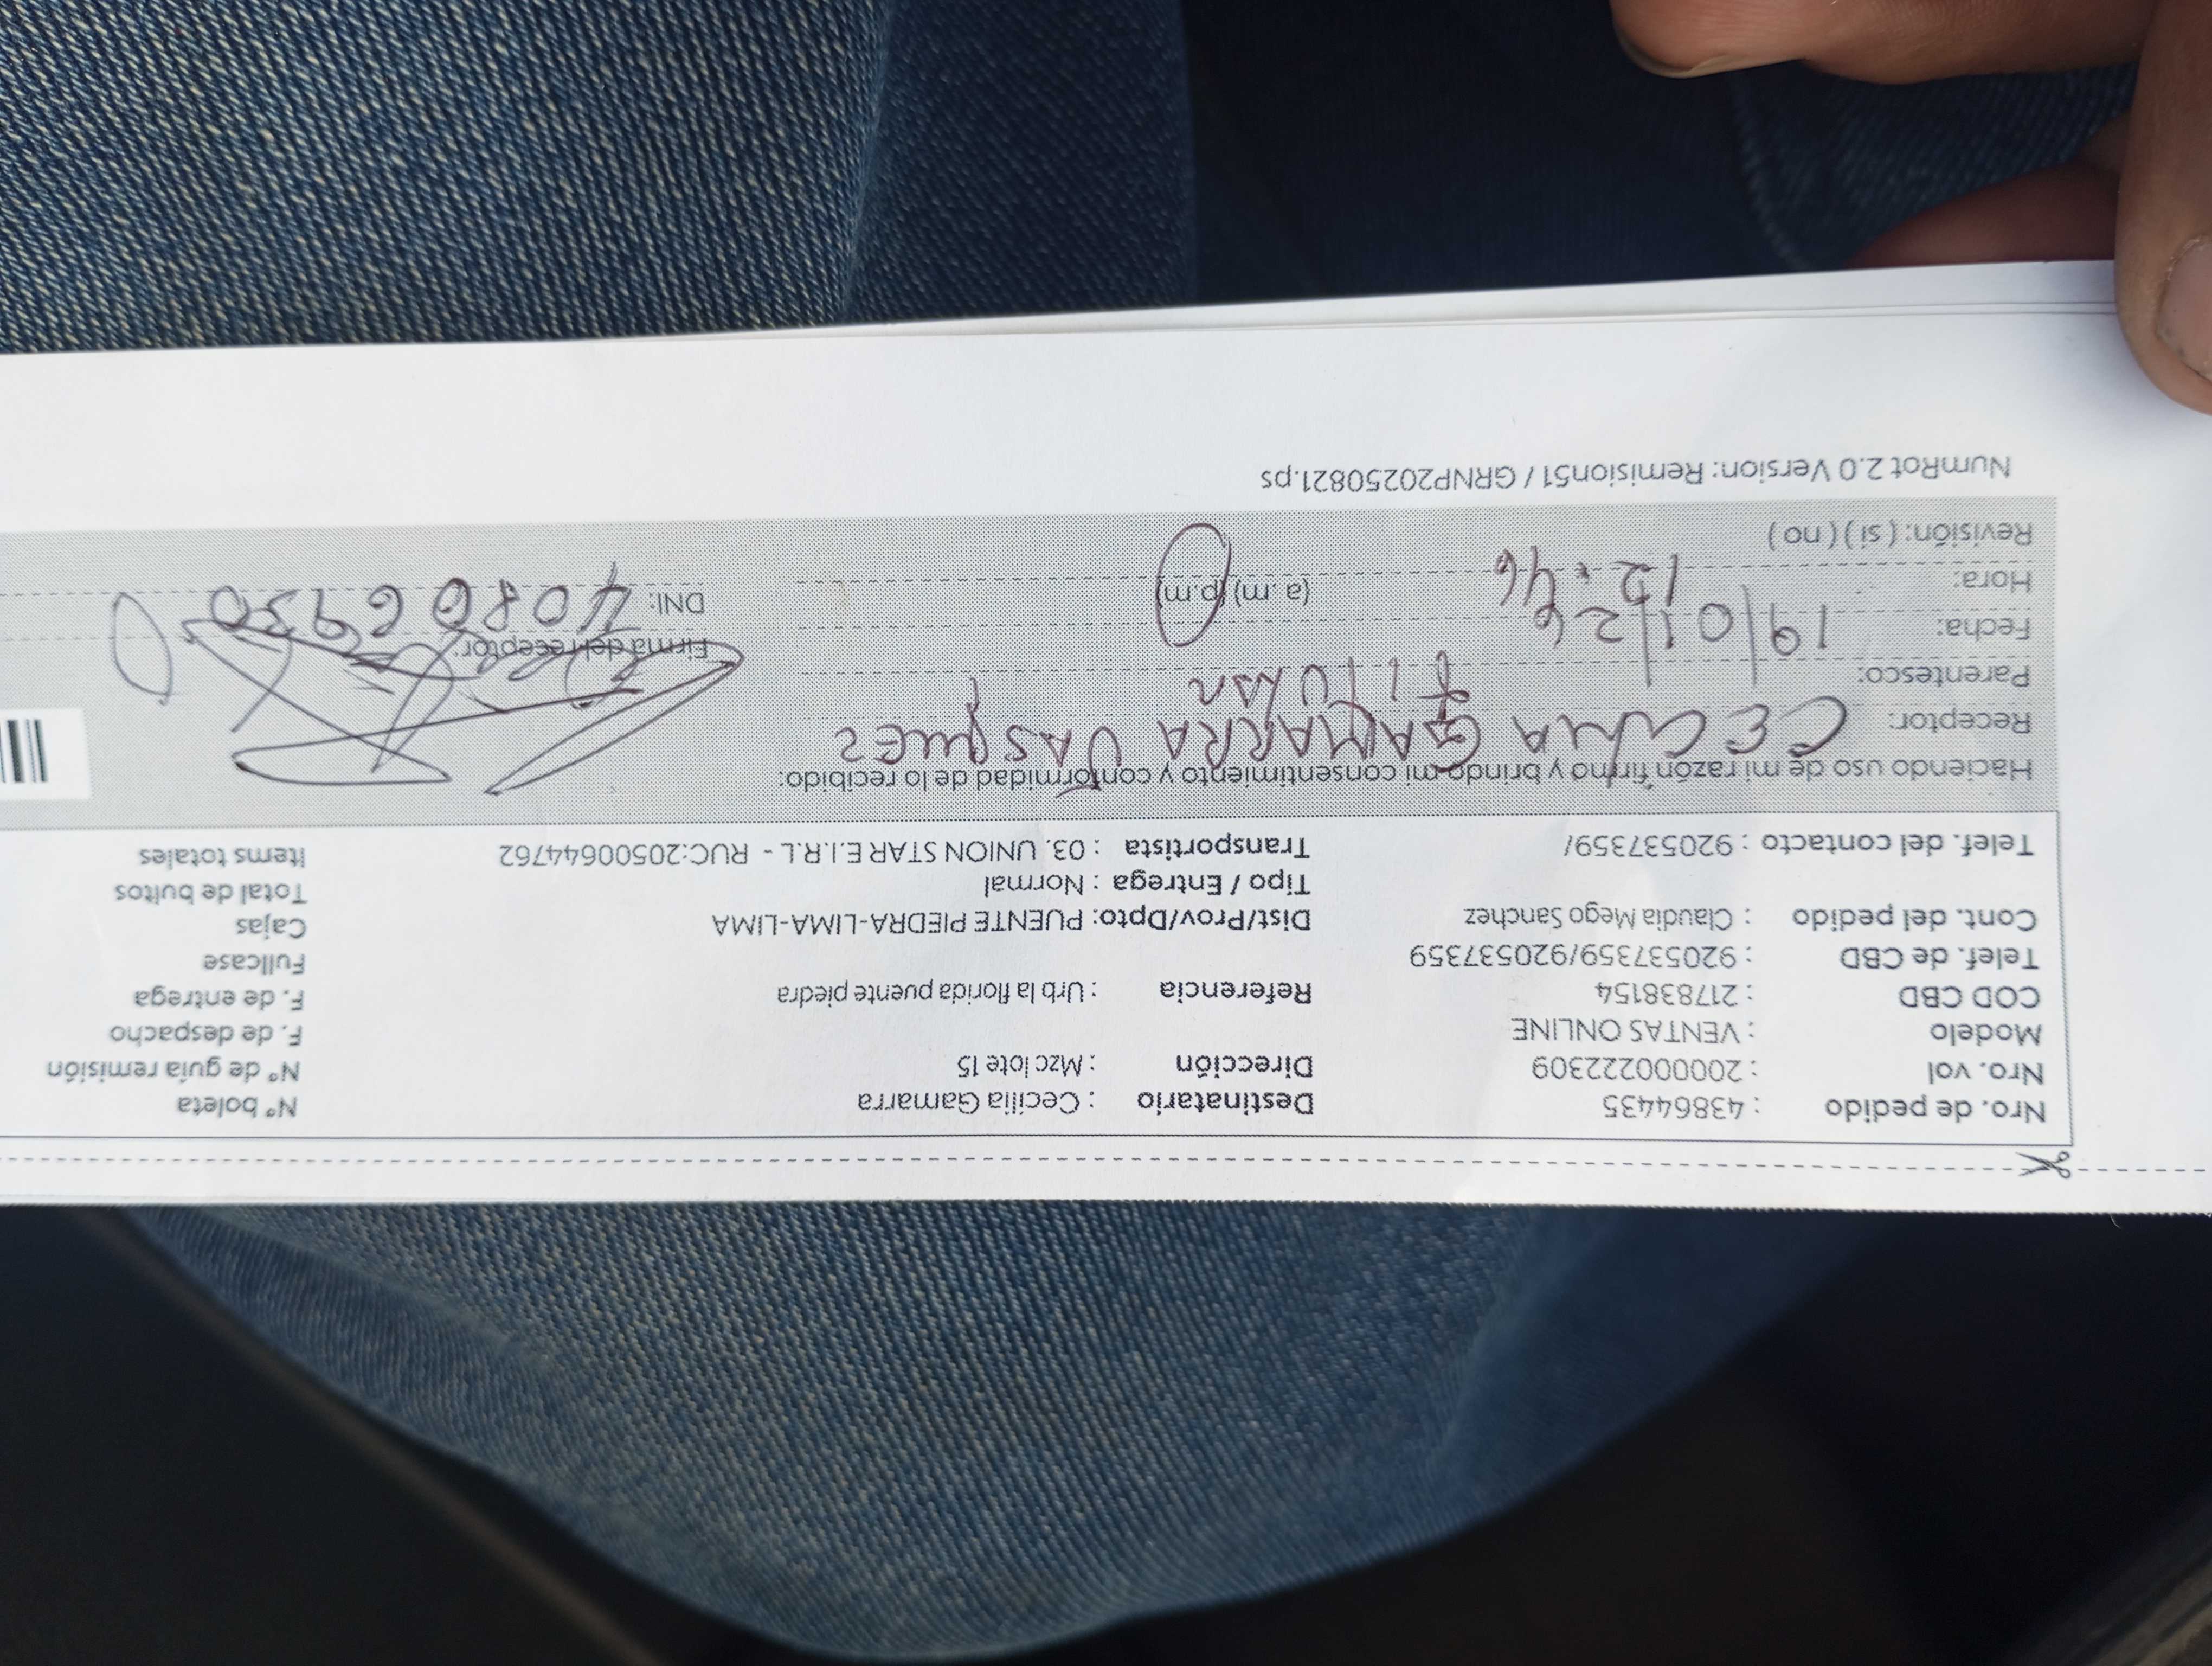 Nro. de pedido : 43864435 Destinatario : Cecilia Gamarra N° boleta
Nro. vol : 20000222309 Dirección : Mzc lote 15 N° de guía remisión
Modelo : VENTAS ONLINE F. de despacho
COD CBD : 217838154 Referencia : Urb la florida puente piedra F. de entrega
Telef. de CBD : 920537359/920537359 Fullcase
Cont. del pedido : Claudia Mego Sanchez Dist/Prov/Dpto: PUENTE PIEDRA-LIMA-LIMA Cajas
Tipo / Entrega : Normal Total de bultos
Telef. del contacto : 920537359/ Transportista : 03. UNION STAR E.I.R.L - RUC:20500644762 Items totales
Haciendo uso de mi razón firmo y brindo mi consentimiento y conformidad de lo recibido:
Receptor: CECILIA GAMARRA VASQUEZ
Parentesco: titular Firma del receptor:
Fecha: 19/01/26
Hora: 12:46 (a. m) (p.m) DNI: 40806930
Revisión: ( si ) ( no )
NumRot 2.0 Version: Remision51 / GRNP20250821.ps